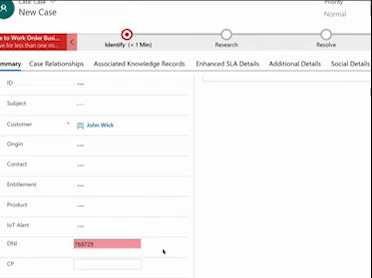 Case: Case
New Case
Priority
Normal
e to Work Order Busi...
ve for less than one mi...
Identify (< 1 Min)
Research
Resolve
mmary
Case Relationships
Associated Knowledge Records
Enhanced SLA Details
Additional Details
Social Details
ID
---
Subject
---
Customer
*
John Wick
Origin
---
Contact
---
Entitlement
---
Product
---
IoT Alert
---
DNI
768729
CP